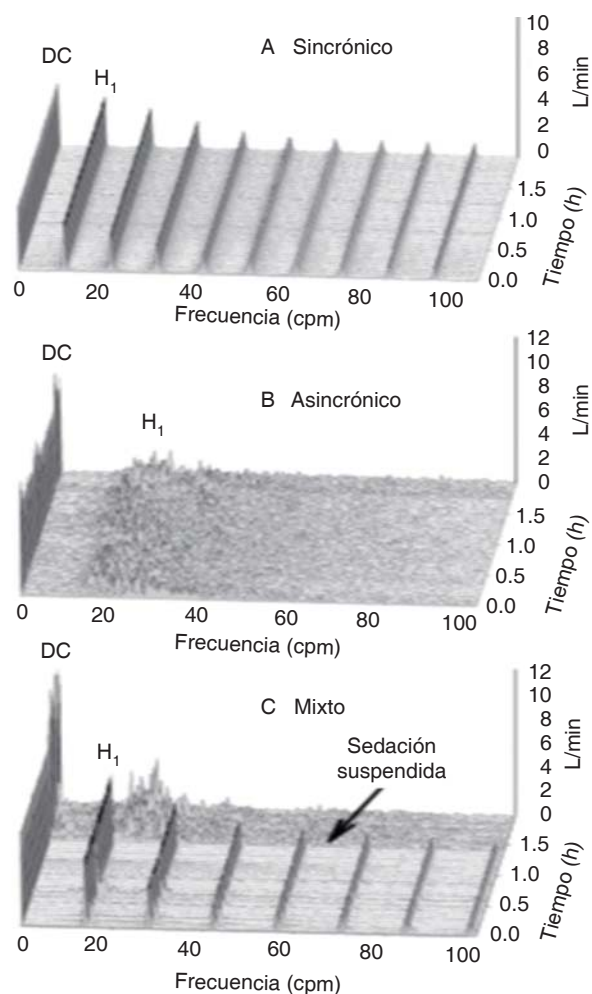 A Sincrónico
DC
H1
10
8
6
4
2
0
L/min
1.5
1.0
0.5
0.0
Tiempo (h)
0 20 40 60 80 100
Frecuencia (cpm)
B Asincrónico
DC
H1
12
10
8
6
4
2
0
L/min
1.5
1.0
0.5
0.0
Tiempo (h)
0 20 40 60 80 100
Frecuencia (cpm)
C Mixto
DC
H1
Sedación
suspendida
12
10
8
6
4
2
0
L/min
1.5
1.0
0.5
0.0
Tiempo (h)
0 20 40 60 80 100
Frecuencia (cpm)